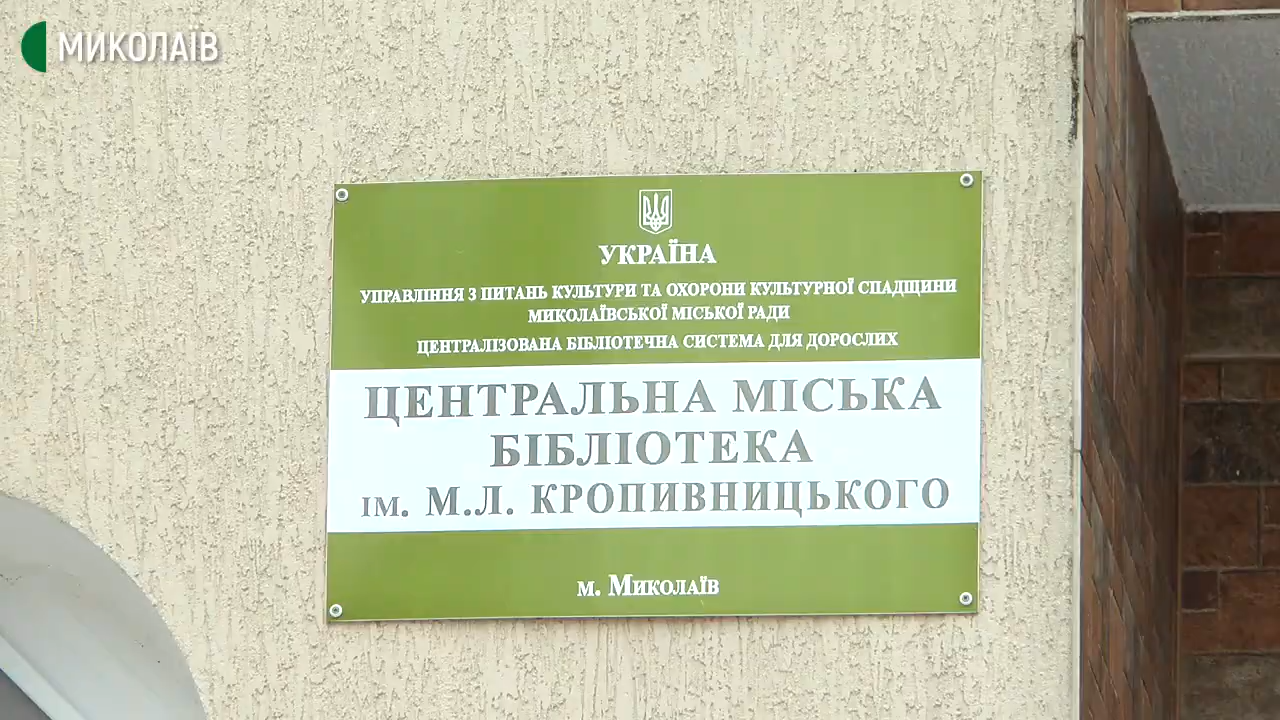 МИКОЛАЇВ
УКРАЇНА
УПРАВЛІННЯ З ПИТАНЬ КУЛЬТУРИ ТА ОХОРОНИ КУЛЬТУРНОЇ СПАДЩИНИ
МИКОЛАЇВСЬКОЇ МІСЬКОЇ РАДИ
ЦЕНТРАЛІЗОВАНА БІБЛІОТЕЧНА СИСТЕМА ДЛЯ ДОРОСЛИХ
ЦЕНТРАЛЬНА МІСЬКА
БІБЛІОТЕКА
ІМ. М.Л. КРОПИВНИЦЬКОГО
м. Миколаїв